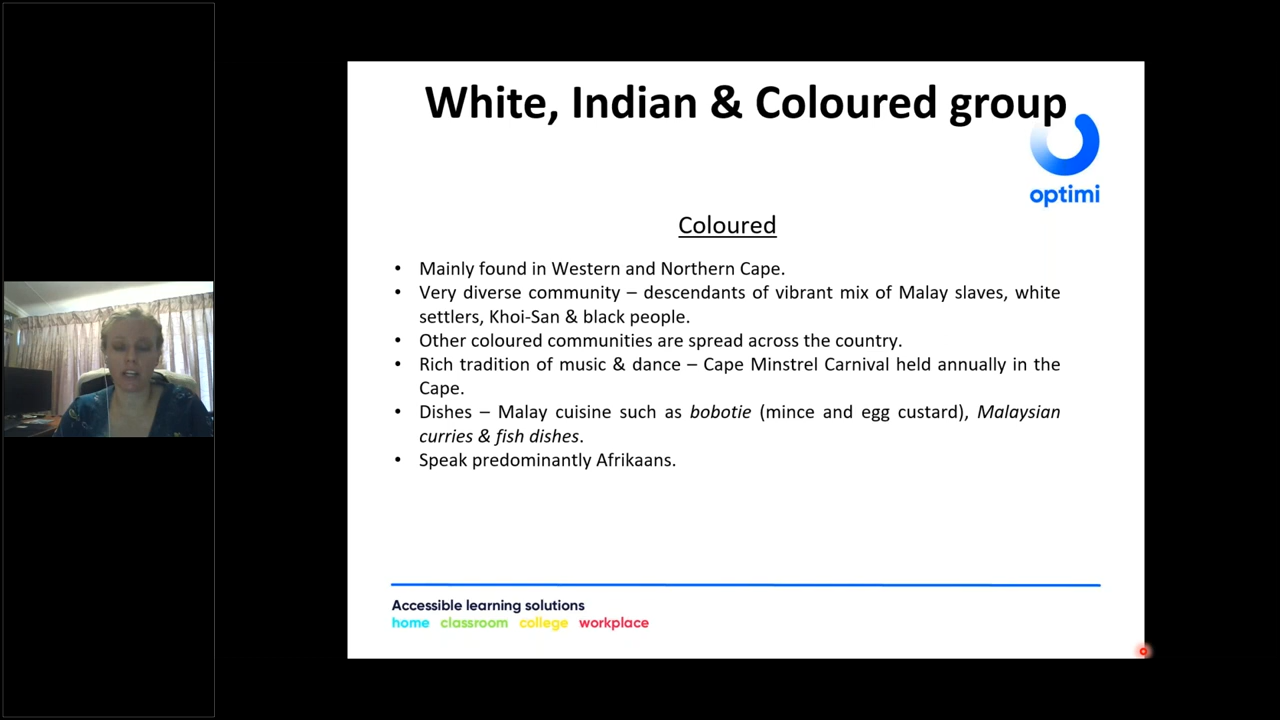 White, Indian & Coloured group
optimi
Coloured
• Mainly found in Western and Northern Cape.
• Very diverse community – descendants of vibrant mix of Malay slaves, white
settlers, Khoi-San & black people.
• Other coloured communities are spread across the country.
• Rich tradition of music & dance – Cape Minstrel Carnival held annually in the
Cape.
• Dishes – Malay cuisine such as bobotie (mince and egg custard), Malaysian
curries & fish dishes.
• Speak predominantly Afrikaans.
Accessible learning solutions
home classroom college workplace